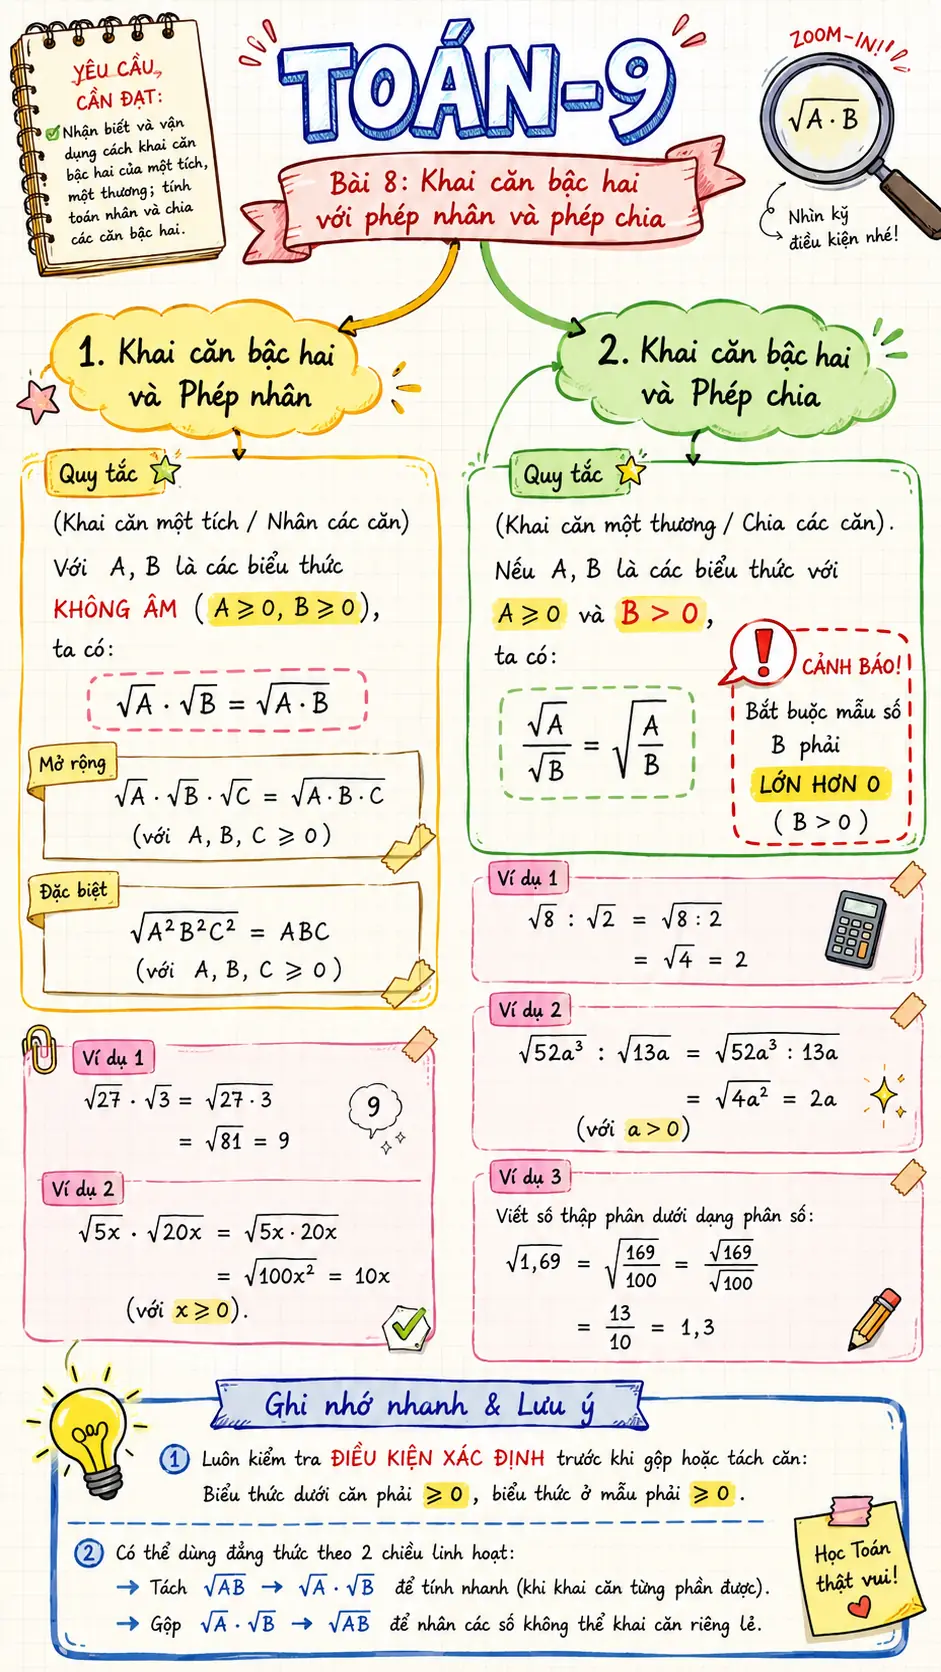 YÊU CẦU
CẦN ĐẠT:
Nhận biết và vận
dụng cách khai căn
bậc hai của một tích,
một thương; tính
toán nhân và chia
các căn bậc hai.
TOÁN-9
Bài 8: Khai căn bậc hai
với phép nhân và phép chia
ZOOM-IN!!
√(A · B)
Nhìn kỹ
điều kiện nhé!
1. Khai căn bậc hai
và Phép nhân
Quy tắc
(Khai căn một tích / Nhân các căn)
Với A, B là các biểu thức
KHÔNG ÂM (A ⩾ 0, B ⩾ 0),
ta có:
√A · √B = √(A · B)
Mở rộng
√A · √B · √C = √(A · B · C)
(với A, B, C ⩾ 0)
Đặc biệt
√(A²B²C²) = ABC
(với A, B, C ⩾ 0)
Ví dụ 1
√27 · √3 = √(27 · 3)
= √81 = 9
9
Ví dụ 2
√(5x) · √(20x) = √(5x · 20x)
= √(100x²) = 10x
(với x ⩾ 0).
2. Khai căn bậc hai
và Phép chia
Quy tắc
(Khai căn một thương / Chia các căn).
Nếu A, B là các biểu thức với
A ⩾ 0 và B > 0,
ta có:
√A/√B = √(A/B)
! CẢNH BÁO!
Bắt buộc mẫu số
B phải
LỚN HƠN 0
( B > 0 )
Ví dụ 1
√8 : √2 = √(8 : 2)
= √4 = 2
Ví dụ 2
√(52a³) : √(13a) = √(52a³ : 13a)
= √(4a²) = 2a
(với a > 0)
Ví dụ 3
Viết số thập phân dưới dạng phân số:
√(1,69) = √(169/100) = √169/√100
= 13/10 = 1,3
Ghi nhớ nhanh & Lưu ý
1 Luôn kiểm tra ĐIỀU KIỆN XÁC ĐỊNH trước khi gộp hoặc tách căn:
Biểu thức dưới căn phải ⩾ 0, biểu thức ở mẫu phải ⩾ 0.
2 Có thể dùng đẳng thức theo 2 chiều linh hoạt:
→ Tách √(AB) → √A · √B để tính nhanh (khi khai căn từng phần được).
→ Gộp √A · √B → √(AB) để nhân các số không thể khai căn riêng lẻ.
Học Toán
thật vui!